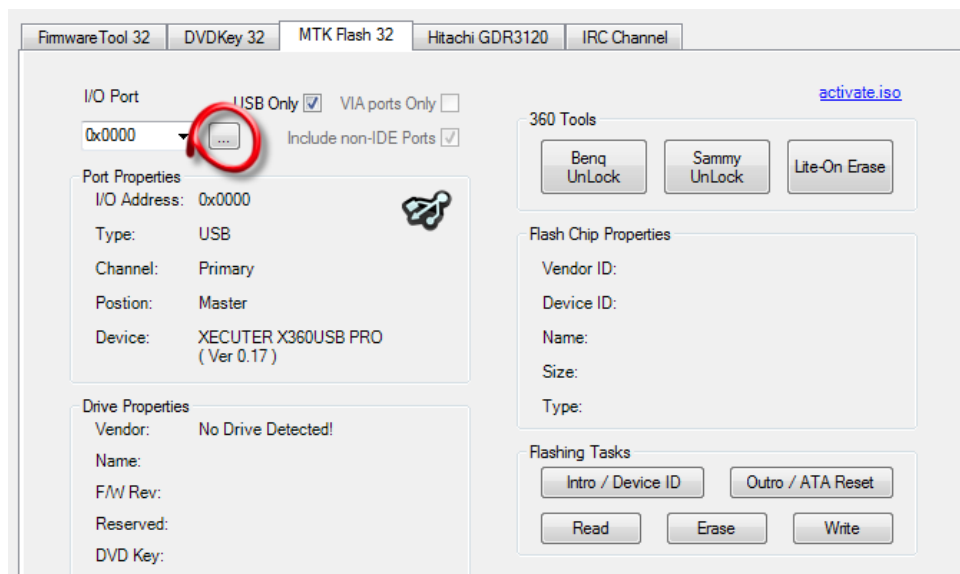 FirmwareTool 32 DVDKey 32 MTK Flash 32 Hitachi GDR3120 IRC Channel
I/O Port USB Only VIA ports Only
0x0000 ... Include non-IDE Ports
Port Properties
I/O Address: 0x0000
Type: USB
Channel: Primary
Postion: Master
Device: XECUTER X360USB PRO
( Ver 0.17 )
Drive Properties
Vendor: No Drive Detected!
Name:
F/W Rev:
Reserved:
DVD Key:
activate.iso
360 Tools
Benq
UnLock
Sammy
UnLock
Lite-On Erase
Flash Chip Properties
Vendor ID:
Device ID:
Name:
Size:
Type:
Flashing Tasks
Intro / Device ID Outro / ATA Reset
Read Erase Write